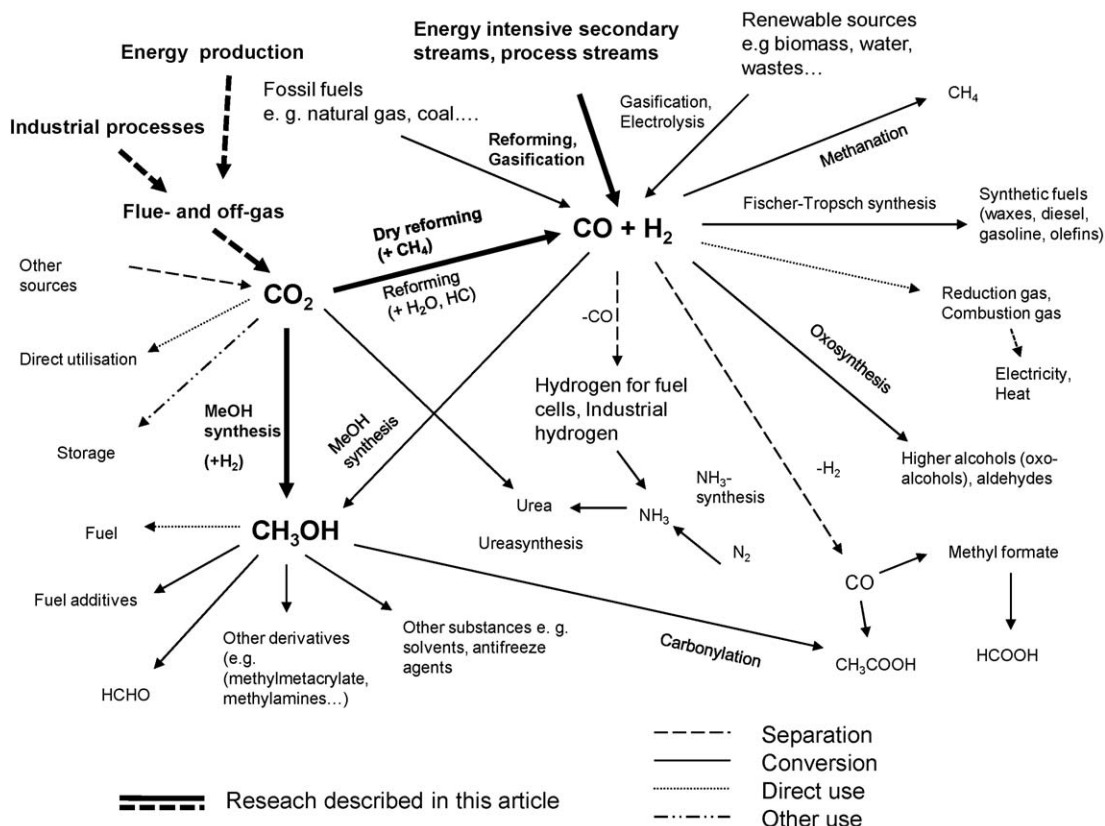 Energy production
Industrial processes
Flue- and off-gas
Other
sources
CO₂
Direct utilisation
Storage
Fossil fuels
e. g. natural gas, coal....
Energy intensive secondary
streams, process streams
Renewable sources
e.g biomass, water,
wastes...
Reforming,
Gasification
Gasification,
Electrolysis
Dry reforming
(+ CH₄)
Reforming
(+ H₂O, HC)
CO + H₂
Methanation
CH₄
Fischer-Tropsch synthesis
Synthetic fuels
(waxes, diesel,
gasoline, olefins)
Reduction gas,
Combustion gas
Electricity,
Heat
Oxosynthesis
Higher alcohols (oxo-
alcohols), aldehydes
-CO
Hydrogen for fuel
cells, Industrial
hydrogen
MeOH
synthesis
(+H₂)
MeOH
synthesis
-H₂
NH₃-
synthesis
Urea
NH₃
Ureasynthesis
N₂
CH₃OH
Fuel
Fuel additives
HCHO
Other derivatives
(e.g.
(methylmetacrylate,
methylamines...)
Other substances e. g.
solvents, antifreeze
agents
Carbonylation
CO
Methyl formate
CH₃COOH
HCOOH
Separation
Conversion
Direct use
Other use
Reseach described in this article